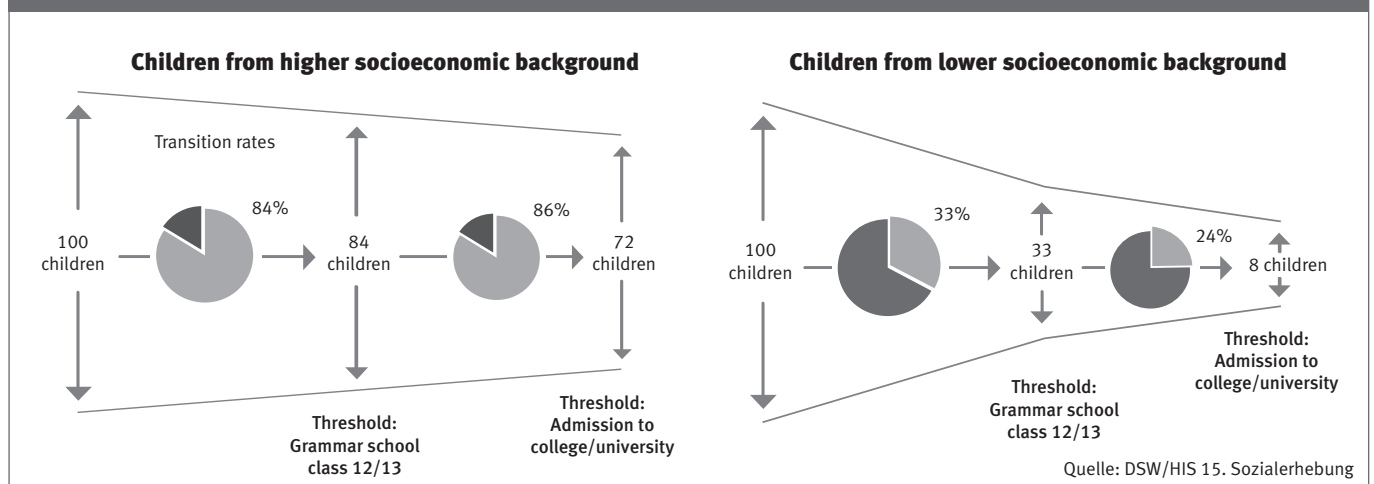 Children from higher socioeconomic background
Transition rates
100
children
84%
84
children
86%
72
children
Threshold:
Grammar school
class 12/13
Threshold:
Admission to
college/university
Children from lower socioeconomic background
100
children
33%
33
children
24%
8 children
Threshold:
Grammar school
class 12/13
Threshold:
Admission to
college/university
Quelle: DSW/HIS 15. Sozialerhebung